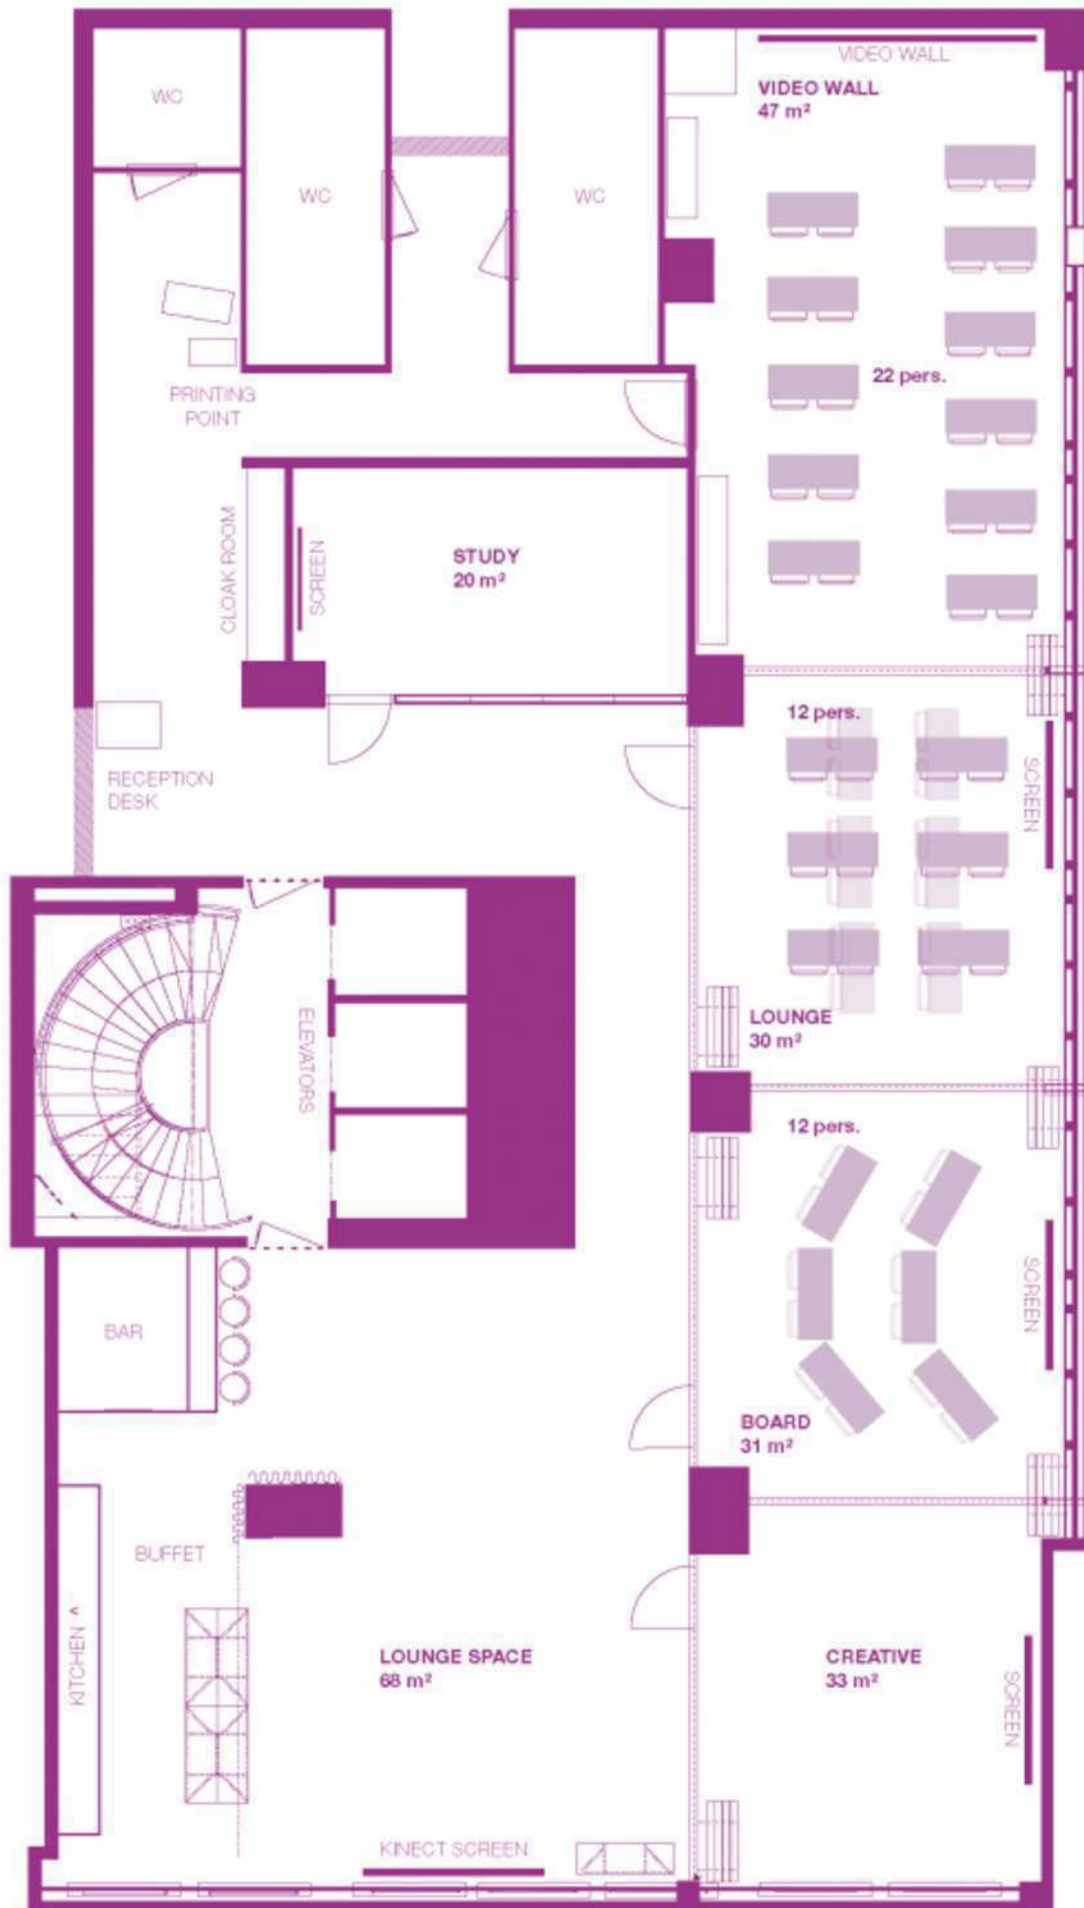 VIDEO WALL
WC
VIDEO WALL
47 m²
WC
WC
22 pers.
PRINTING
POINT
CLOAK ROOM
SCREEN
STUDY
20 m²
12 pers.
SCREEN
RECEPTION
DESK
LOUNGE
30 m²
ELEVATORS
12 pers.
SCREEN
BAR
BOARD
31 m²
BUFFET
KITCHEN ^
LOUNGE SPACE
68 m²
CREATIVE
33 m²
SCREEN
KINECT SCREEN